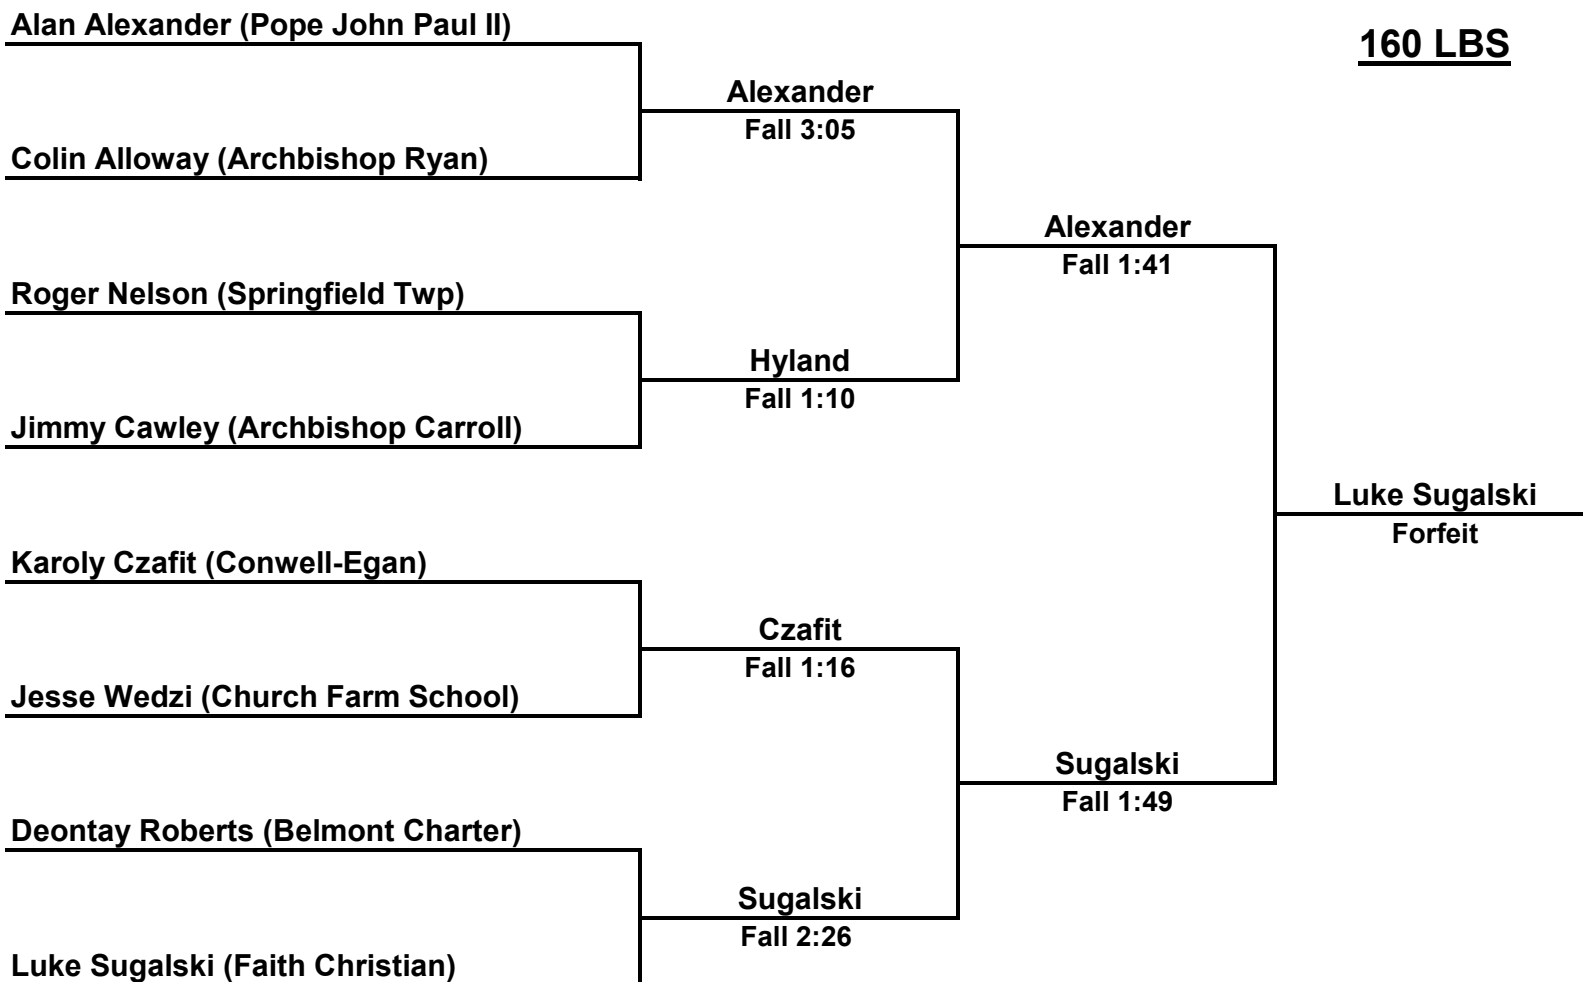 Alan Alexander (Pope John Paul II)
160 LBS
Alexander
Fall 3:05
Colin Alloway (Archbishop Ryan)
Alexander
Fall 1:41
Roger Nelson (Springfield Twp)
Hyland
Fall 1:10
Jimmy Cawley (Archbishop Carroll)
Luke Sugalski
Forfeit
Karoly Czafit (Conwell-Egan)
Czafit
Fall 1:16
Jesse Wedzi (Church Farm School)
Sugalski
Fall 1:49
Deontay Roberts (Belmont Charter)
Sugalski
Fall 2:26
Luke Sugalski (Faith Christian)